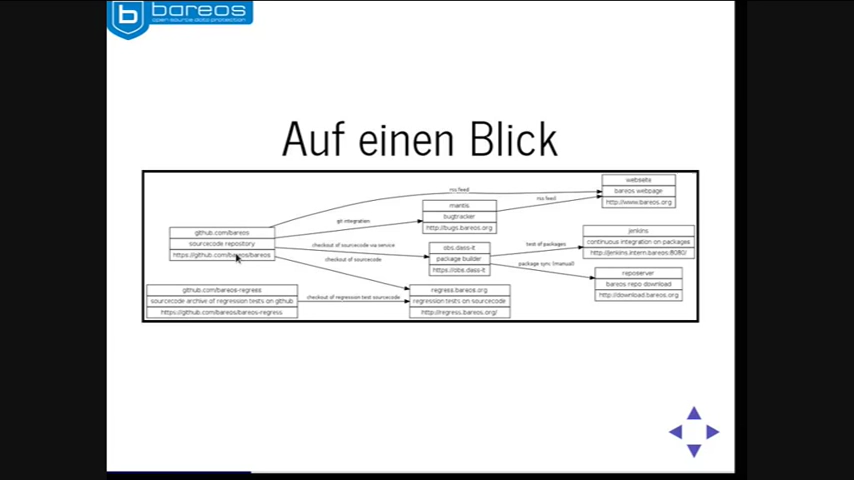 bareos
open-source data protection
Auf einen Blick
rss feed
website
bareos webpage
http://www.bareos.org
rss feed
mantis
bugtracker
http://bugs.bareos.org
git integration
github.com/bareos
sourcecode repository
https://github.com/bareos/bareos
checkout of sourcecode via service
checkout of sourcecode
obs.dass-it
package builder
https://obs.dass-it
test of packages
package sync (manual)
jenkins
continuous integration on packages
http://jenkins.intern.bareos:8080/
reposerver
bareos repo download
http://download.bareos.org
github.com/bareos-regress
sourcecode archive of regression tests on github
https://github.com/bareos/bareos-regress
checkout of regression test sourcecode
regress.bareos.org
regression tests on sourcecode
http://regress.bareos.org/